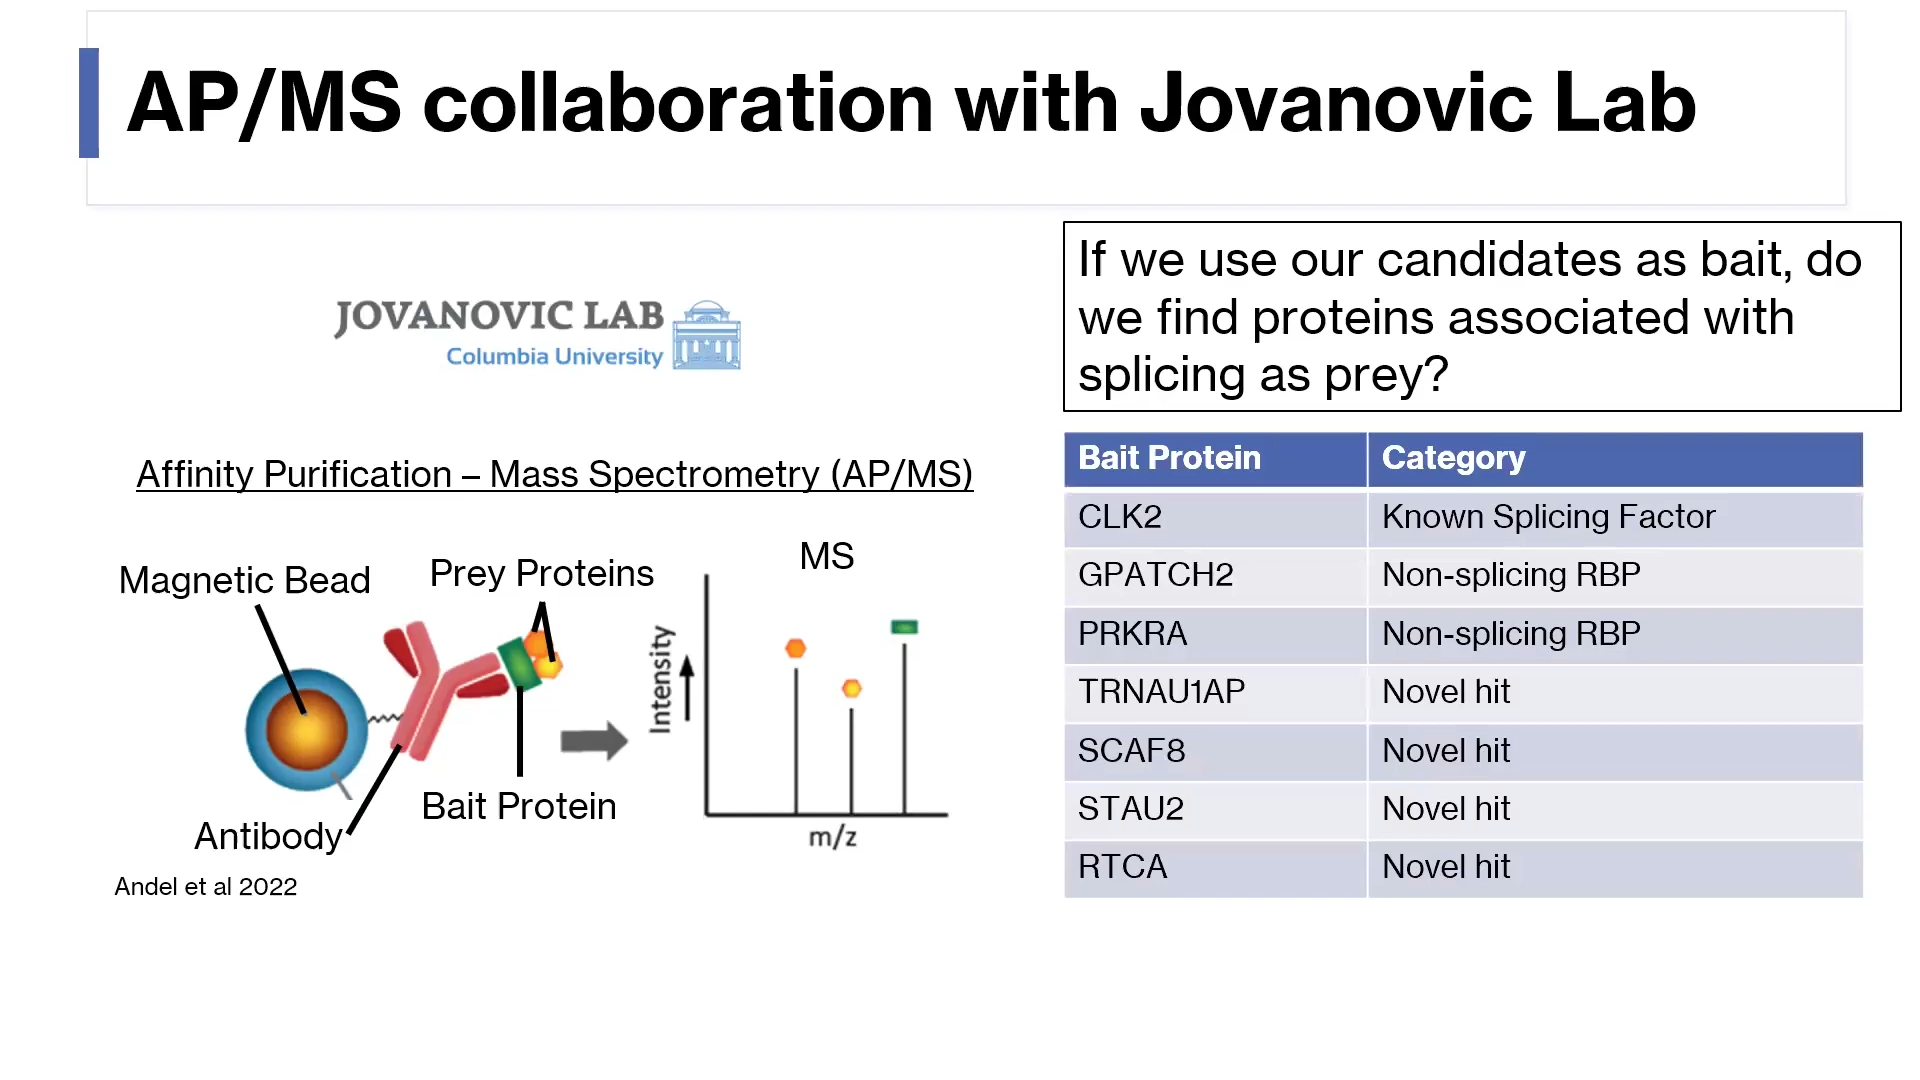 AP/MS collaboration with Jovanovic Lab
JOVANOVIC LAB
Columbia University
Affinity Purification – Mass Spectrometry (AP/MS)
Magnetic Bead
Prey Proteins
MS
Intensity
m/z
Bait Protein
Antibody
Andel et al 2022
If we use our candidates as bait, do
we find proteins associated with
splicing as prey?
Bait Protein Category
CLK2 Known Splicing Factor
GPATCH2 Non-splicing RBP
PRKRA Non-splicing RBP
TRNAU1AP Novel hit
SCAF8 Novel hit
STAU2 Novel hit
RTCA Novel hit